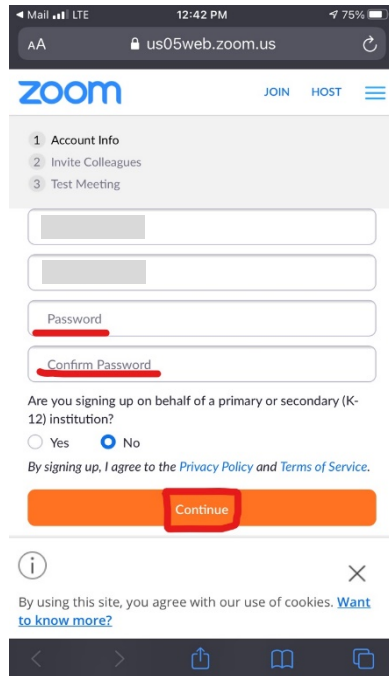 Mail LTE 12:42 PM 75%
AA us05web.zoom.us
zoom JOIN HOST
1 Account Info
2 Invite Colleagues
3 Test Meeting
Password
Confirm Password
Are you signing up on behalf of a primary or secondary (K-
12) institution?
Yes No
By signing up, I agree to the Privacy Policy and Terms of Service.
Continue
i
By using this site, you agree with our use of cookies. Want
to know more?